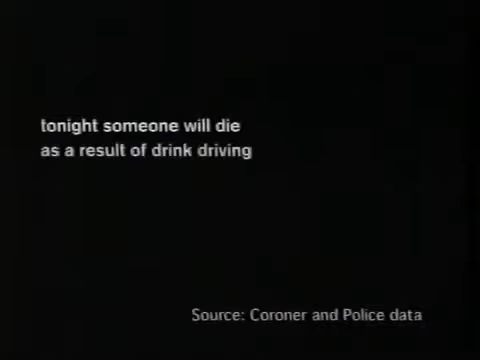 tonight someone will die
as a result of drink driving
Source: Coroner and Police data